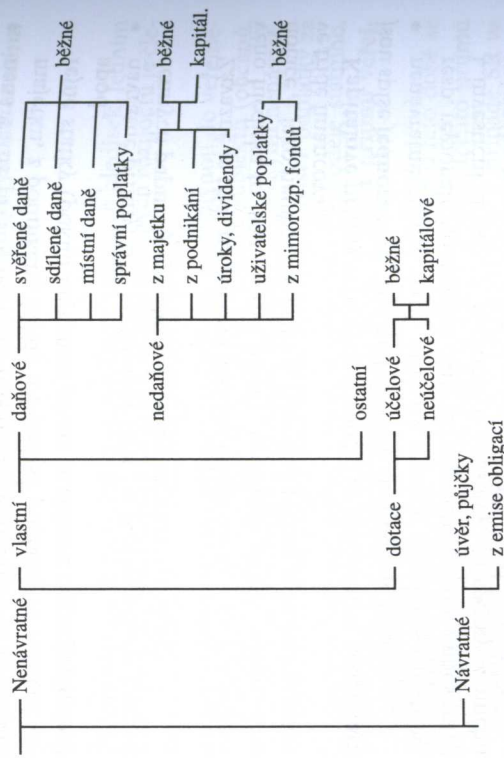 Nenávratné vlastní daňové svěřené daně
sdílené daně běžné
místní daně
správní poplatky
nedaňové z majetku běžné
z podnikání kapitál.
úroky, dividendy
uživatelské poplatky
z mimorozp. fondů běžné
ostatní
dotace účelové běžné
neúčelové kapitálové
Návratné úvěr, půjčky
z emise obligací